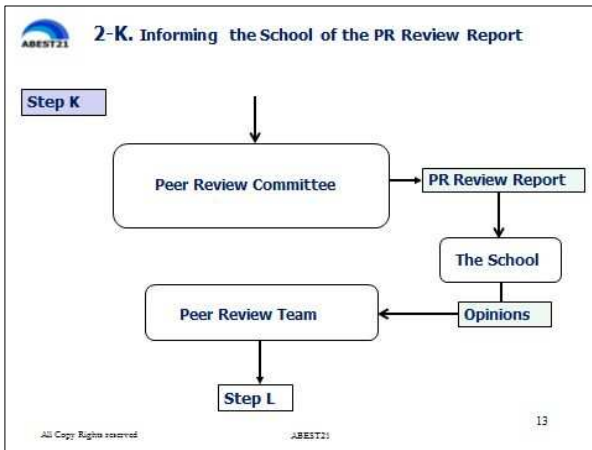 ABEST21
2-K. Informing the School of the PR Review Report
Step K
Peer Review Committee
PR Review Report
The School
Peer Review Team
Opinions
Step L
13
All Copy Rights reserved
ABEST21